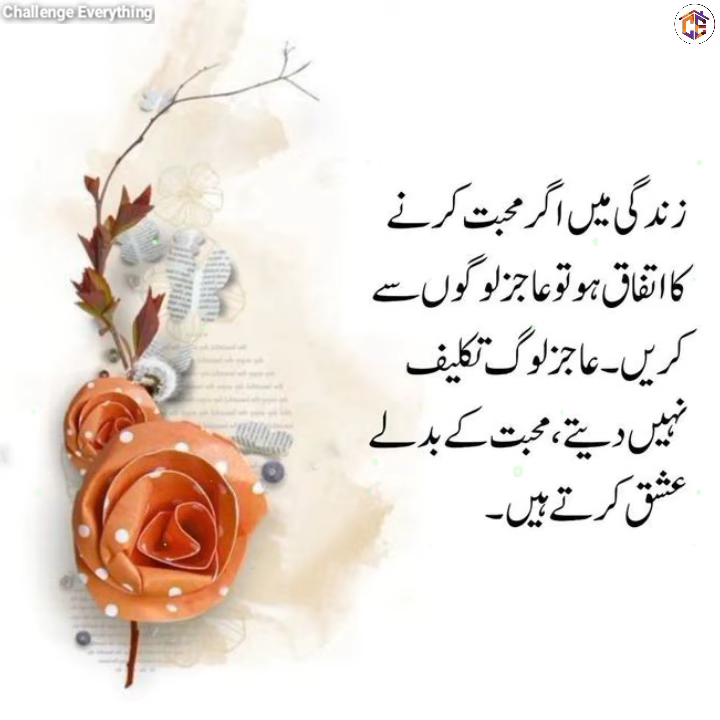 Challenge Everything
زندگی میں اگر محبت کرنے
کا اتفاق ہو تو عاجز لوگوں سے
کریں۔ عاجز لوگ تکلیف
نہیں دیتے، محبت کے بدلے
عشق کرتے ہیں۔